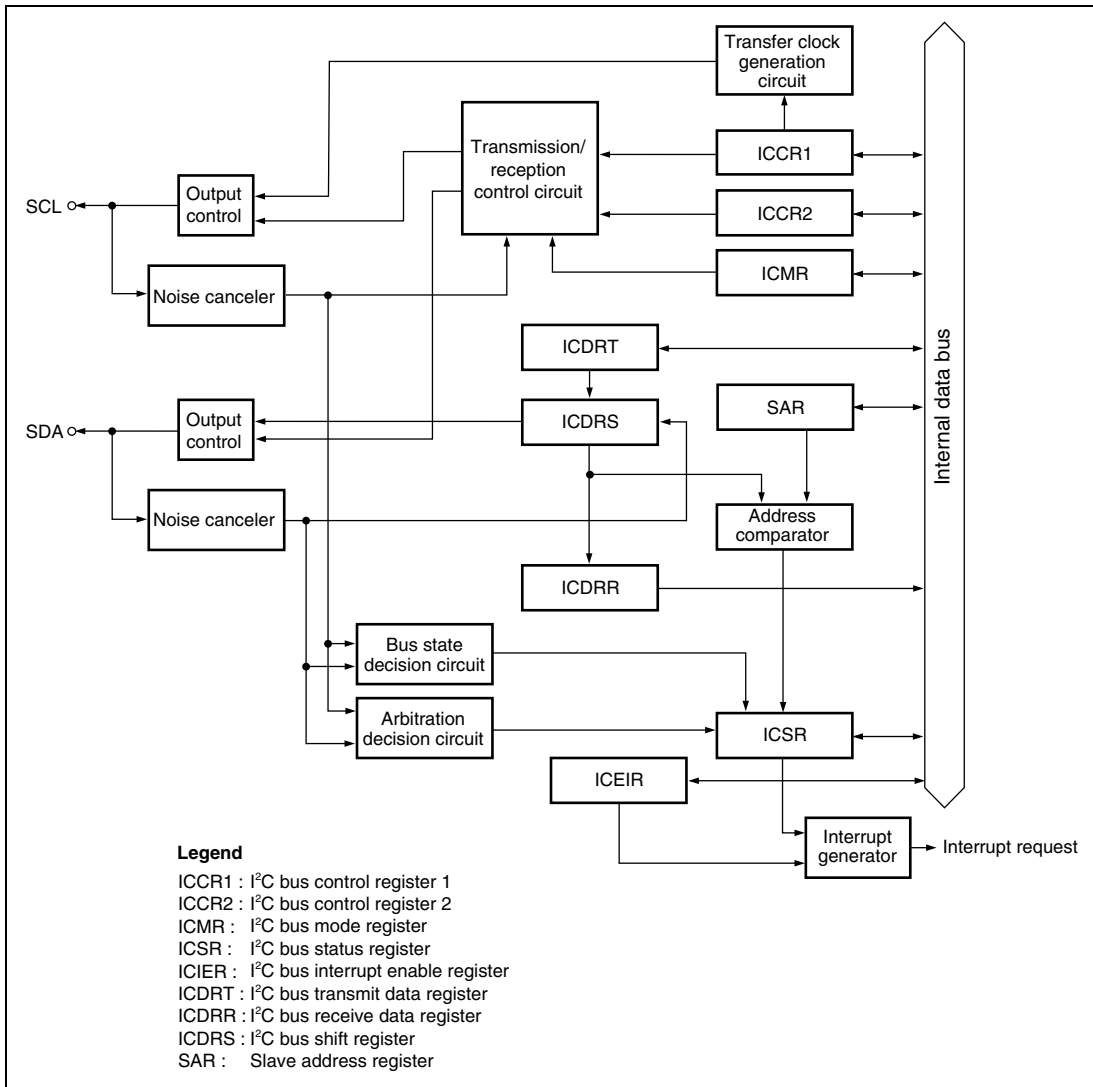 Transfer clock
generation
circuit
Transmission/
reception
control circuit
ICCR1
SCL
Output
control
ICCR2
ICMR
Noise canceler
ICDRT
SAR
SDA
Output
control
ICDRS
Internal data bus
Noise canceler
Address
comparator
ICDRR
Bus state
decision circuit
Arbitration
decision circuit
ICSR
ICEIR
Interrupt
generator
Interrupt request
Legend
ICCR1 : I²C bus control register 1
ICCR2 : I²C bus control register 2
ICMR : I²C bus mode register
ICSR : I²C bus status register
ICIER : I²C bus interrupt enable register
ICDRT : I²C bus transmit data register
ICDRR : I²C bus receive data register
ICDRS : I²C bus shift register
SAR : Slave address register